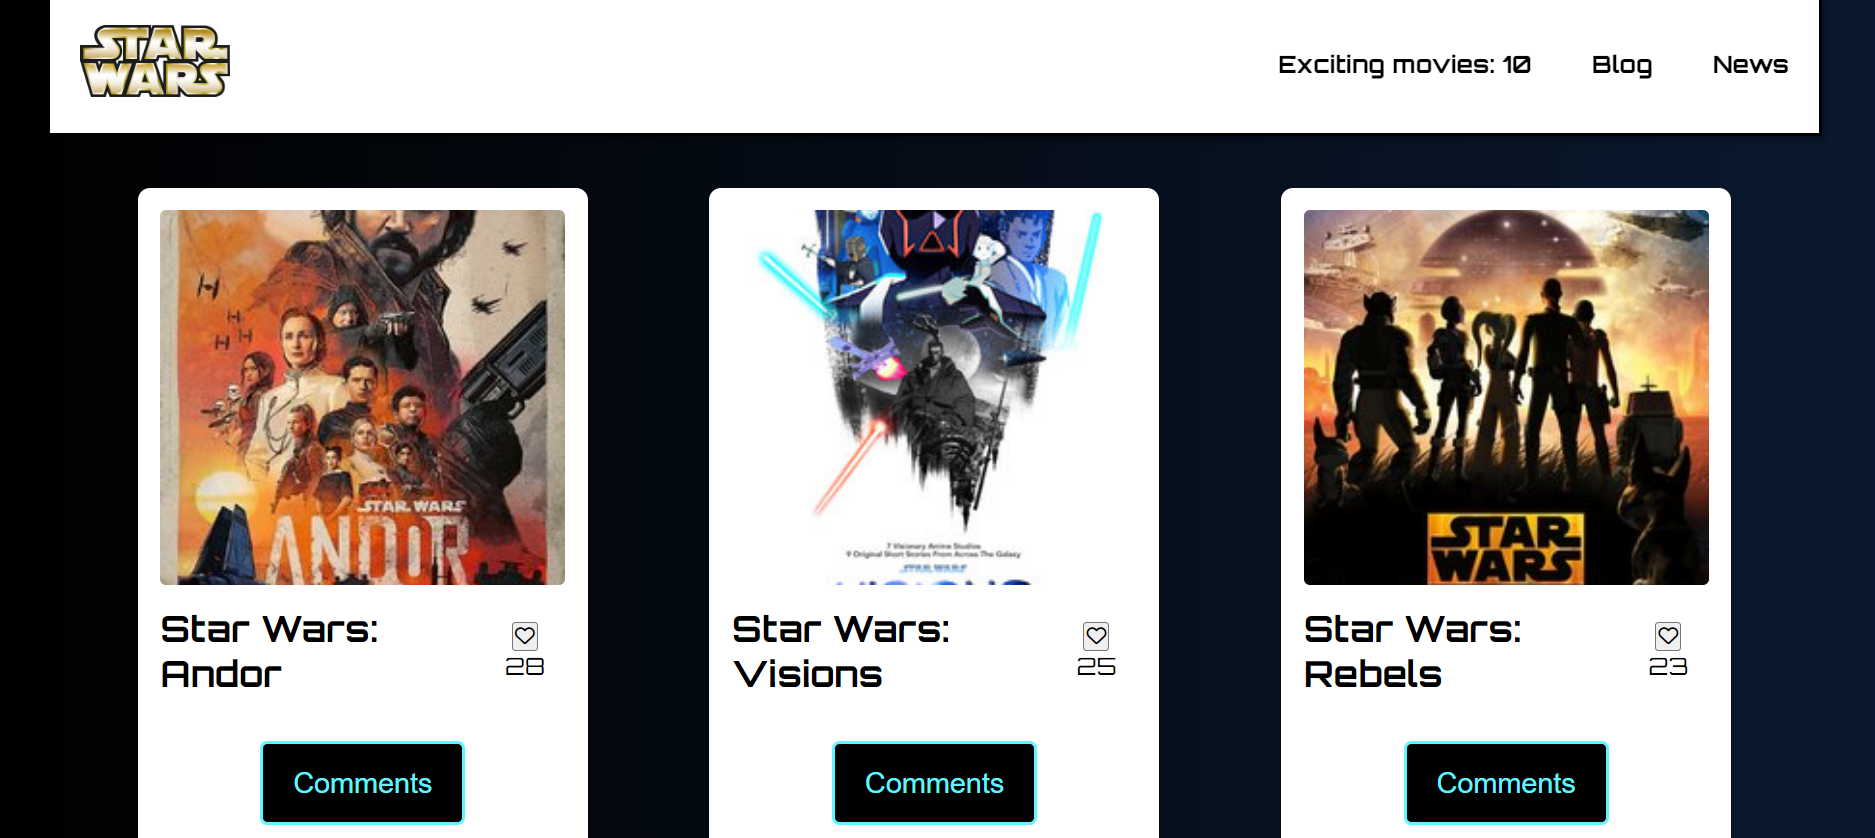 STAR
WARS
Exciting movies: 10 Blog News
STAR WARS
ANDOR
7 Visionary Anime Studios
9 Original Short Stories From Across The Galaxy
STAR WARS
VISIONS
STAR
WARS
Star Wars:
Andor
28
Star Wars:
Visions
25
Star Wars:
Rebels
23
Comments Comments Comments